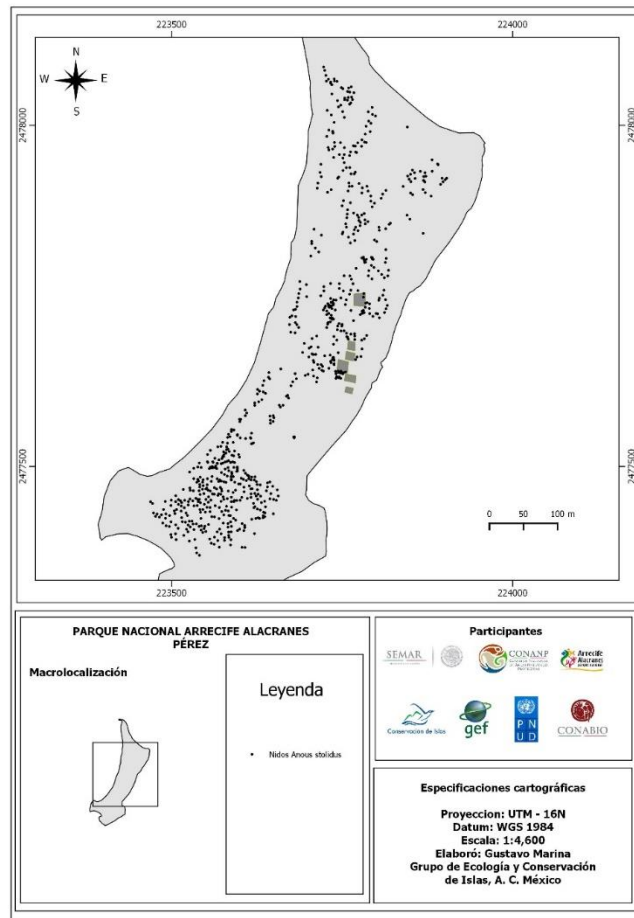 223500
224000
N
W E
S
2478000
2478000
2477500
2477500
0 50 100 m
223500
224000
PARQUE NACIONAL ARRECIFE ALACRANES
PÉREZ
Macrolocalización
Leyenda
Nidos Anous stolidus
Participantes
SEMAR
CONANP
Arrecife
Alacranes
Conservación de Islas
gef
P N
U D
CONABIO
Especificaciones cartográficas
Proyeccion: UTM - 16N
Datum: WGS 1984
Escala: 1:4,600
Elaboró: Gustavo Marina
Grupo de Ecología y Conservación
de Islas, A. C. México